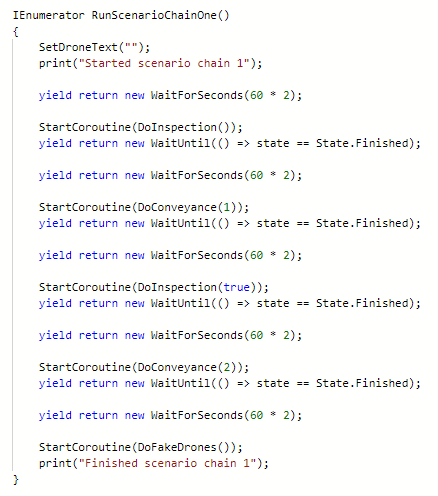 IEnumerator RunScenarioChainOne()
{
    SetDroneText("");
    print("Started scenario chain 1");

    yield return new WaitForSeconds(60 * 2);

    StartCoroutine(DoInspection());
    yield return new WaitUntil(() => state == State.Finished);

    yield return new WaitForSeconds(60 * 2);

    StartCoroutine(DoConveyance(1));
    yield return new WaitUntil(() => state == State.Finished);

    yield return new WaitForSeconds(60 * 2);

    StartCoroutine(DoInspection(true));
    yield return new WaitUntil(() => state == State.Finished);

    yield return new WaitForSeconds(60 * 2);

    StartCoroutine(DoConveyance(2));
    yield return new WaitUntil(() => state == State.Finished);

    yield return new WaitForSeconds(60 * 2);

    StartCoroutine(DoFakeDrones());
    print("Finished scenario chain 1");
}